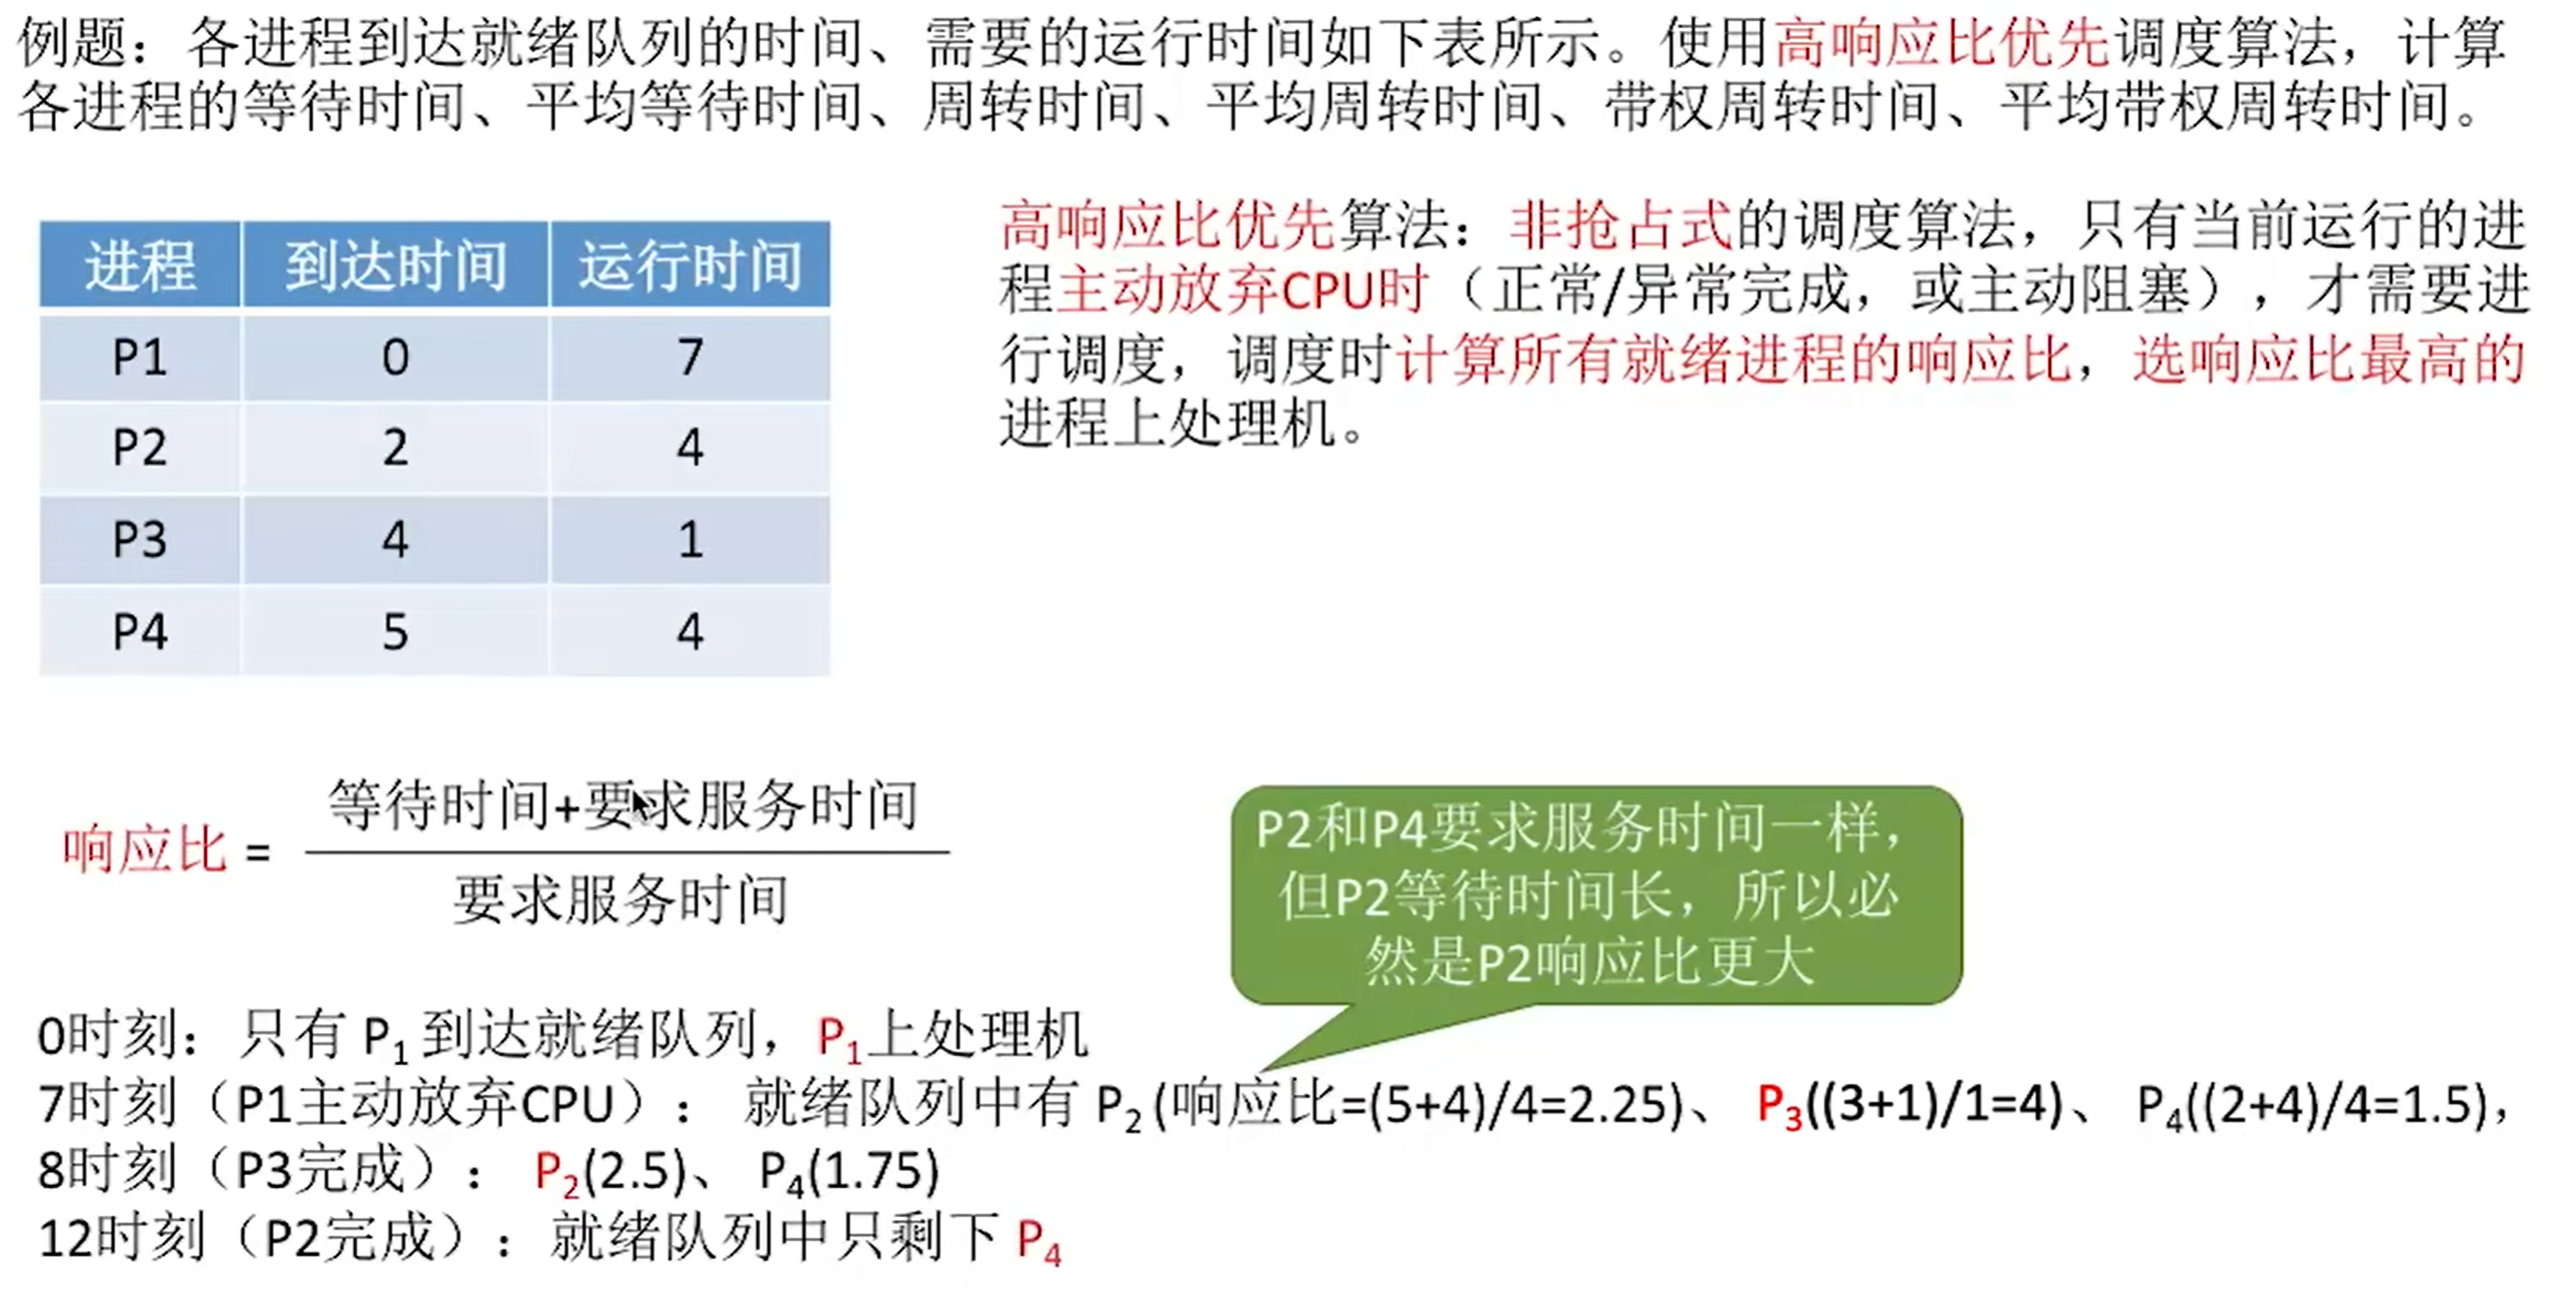 例题：各进程到达就绪队列的时间、需要的运行时间如下表所示。使用高响应比优先调度算法，计算
各进程的等待时间、平均等待时间、周转时间、平均周转时间、带权周转时间、平均带权周转时间。
进程 到达时间 运行时间
P1 0 7
P2 2 4
P3 4 1
P4 5 4
高响应比优先算法：非抢占式的调度算法，只有当前运行的进
程主动放弃CPU时（正常/异常完成，或主动阻塞），才需要进
行调度，调度时计算所有就绪进程的响应比，选响应比最高的
进程上处理机。
等待时间+要求服务时间
响应比 =
要求服务时间
P2和P4要求服务时间一样，
但P2等待时间长，所以必
然是P2响应比更大
0时刻：只有 P₁ 到达就绪队列，P₁上处理机
7时刻（P1主动放弃CPU）： 就绪队列中有 P₂ (响应比=(5+4)/4=2.25)、 P₃((3+1)/1=4)、 P₄((2+4)/4=1.5)，
8时刻（P3完成）： P₂(2.5)、 P₄(1.75)
12时刻（P2完成）：就绪队列中只剩下 P₄